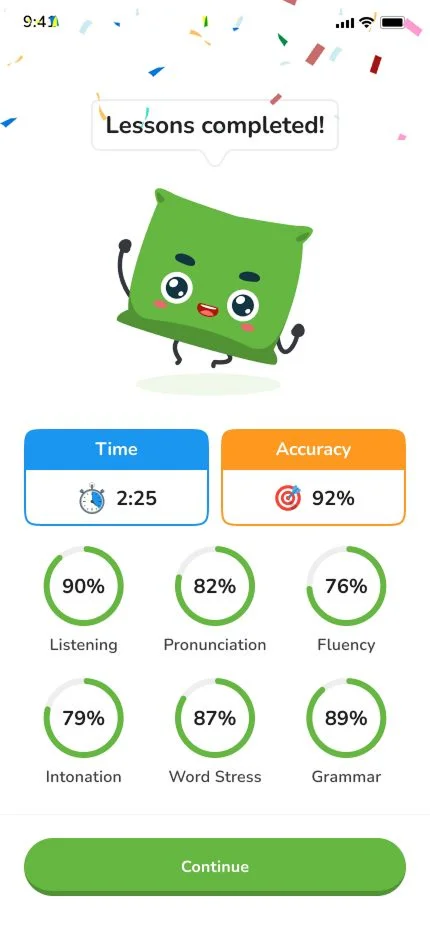 9:41
Lessons completed!
Time
Accuracy
2:25
92%
90%
82%
76%
Listening
Pronunciation
Fluency
79%
87%
89%
Intonation
Word Stress
Grammar
Continue